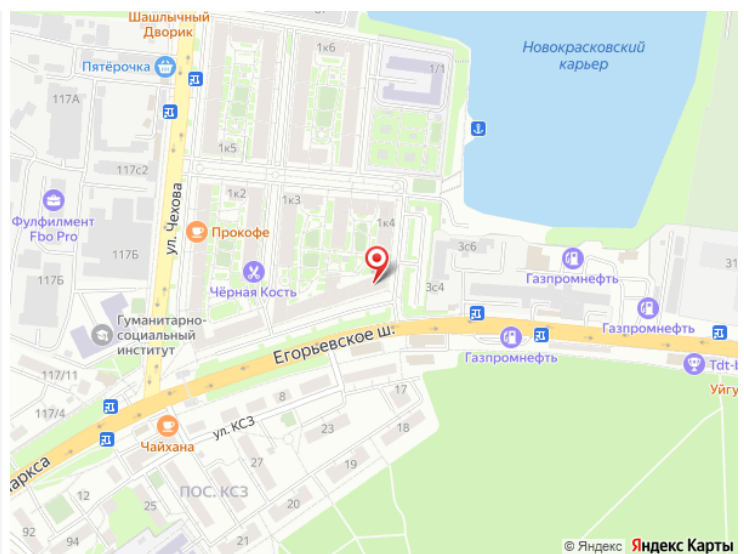 Шашлычный
Дворик
1к6
Новокрасковский
карьер
Пятёрочка
1/1
117А
1к5
117с2
ул. Чехова
1к2
1к3
Фулфилмент
Fbo Pro
Прокофе
1к4
3с6
117Б
31
117Б
Чёрная Кость
3с4
Газпромнефть
Газпромнефть
Гуманитарно-
социальный
институт
Егорьевское ш.
Газпромнефть
Tdt-b
117/11
Уйгу
117/4
8
17
Чайхана
ул. КСЗ
23
18
аркса
27
19
12
ПОС. КСЗ
20
92
25
94
21
© Яндекс Яндекс Карты